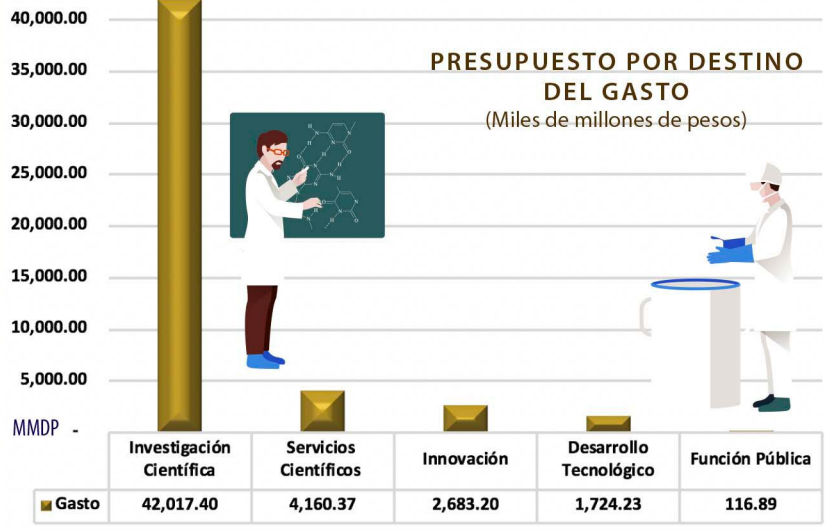 PRESUPUESTO POR DESTINO
DEL GASTO
(Miles de millones de pesos)
40,000.00
35,000.00
30,000.00
25,000.00
20,000.00
15,000.00
10,000.00
5,000.00
MMDP -
Investigación Científica
Servicios Científicos
Innovación
Desarrollo Tecnológico
Función Pública
Gasto 42,017.40 4,160.37 2,683.20 1,724.23 116.89